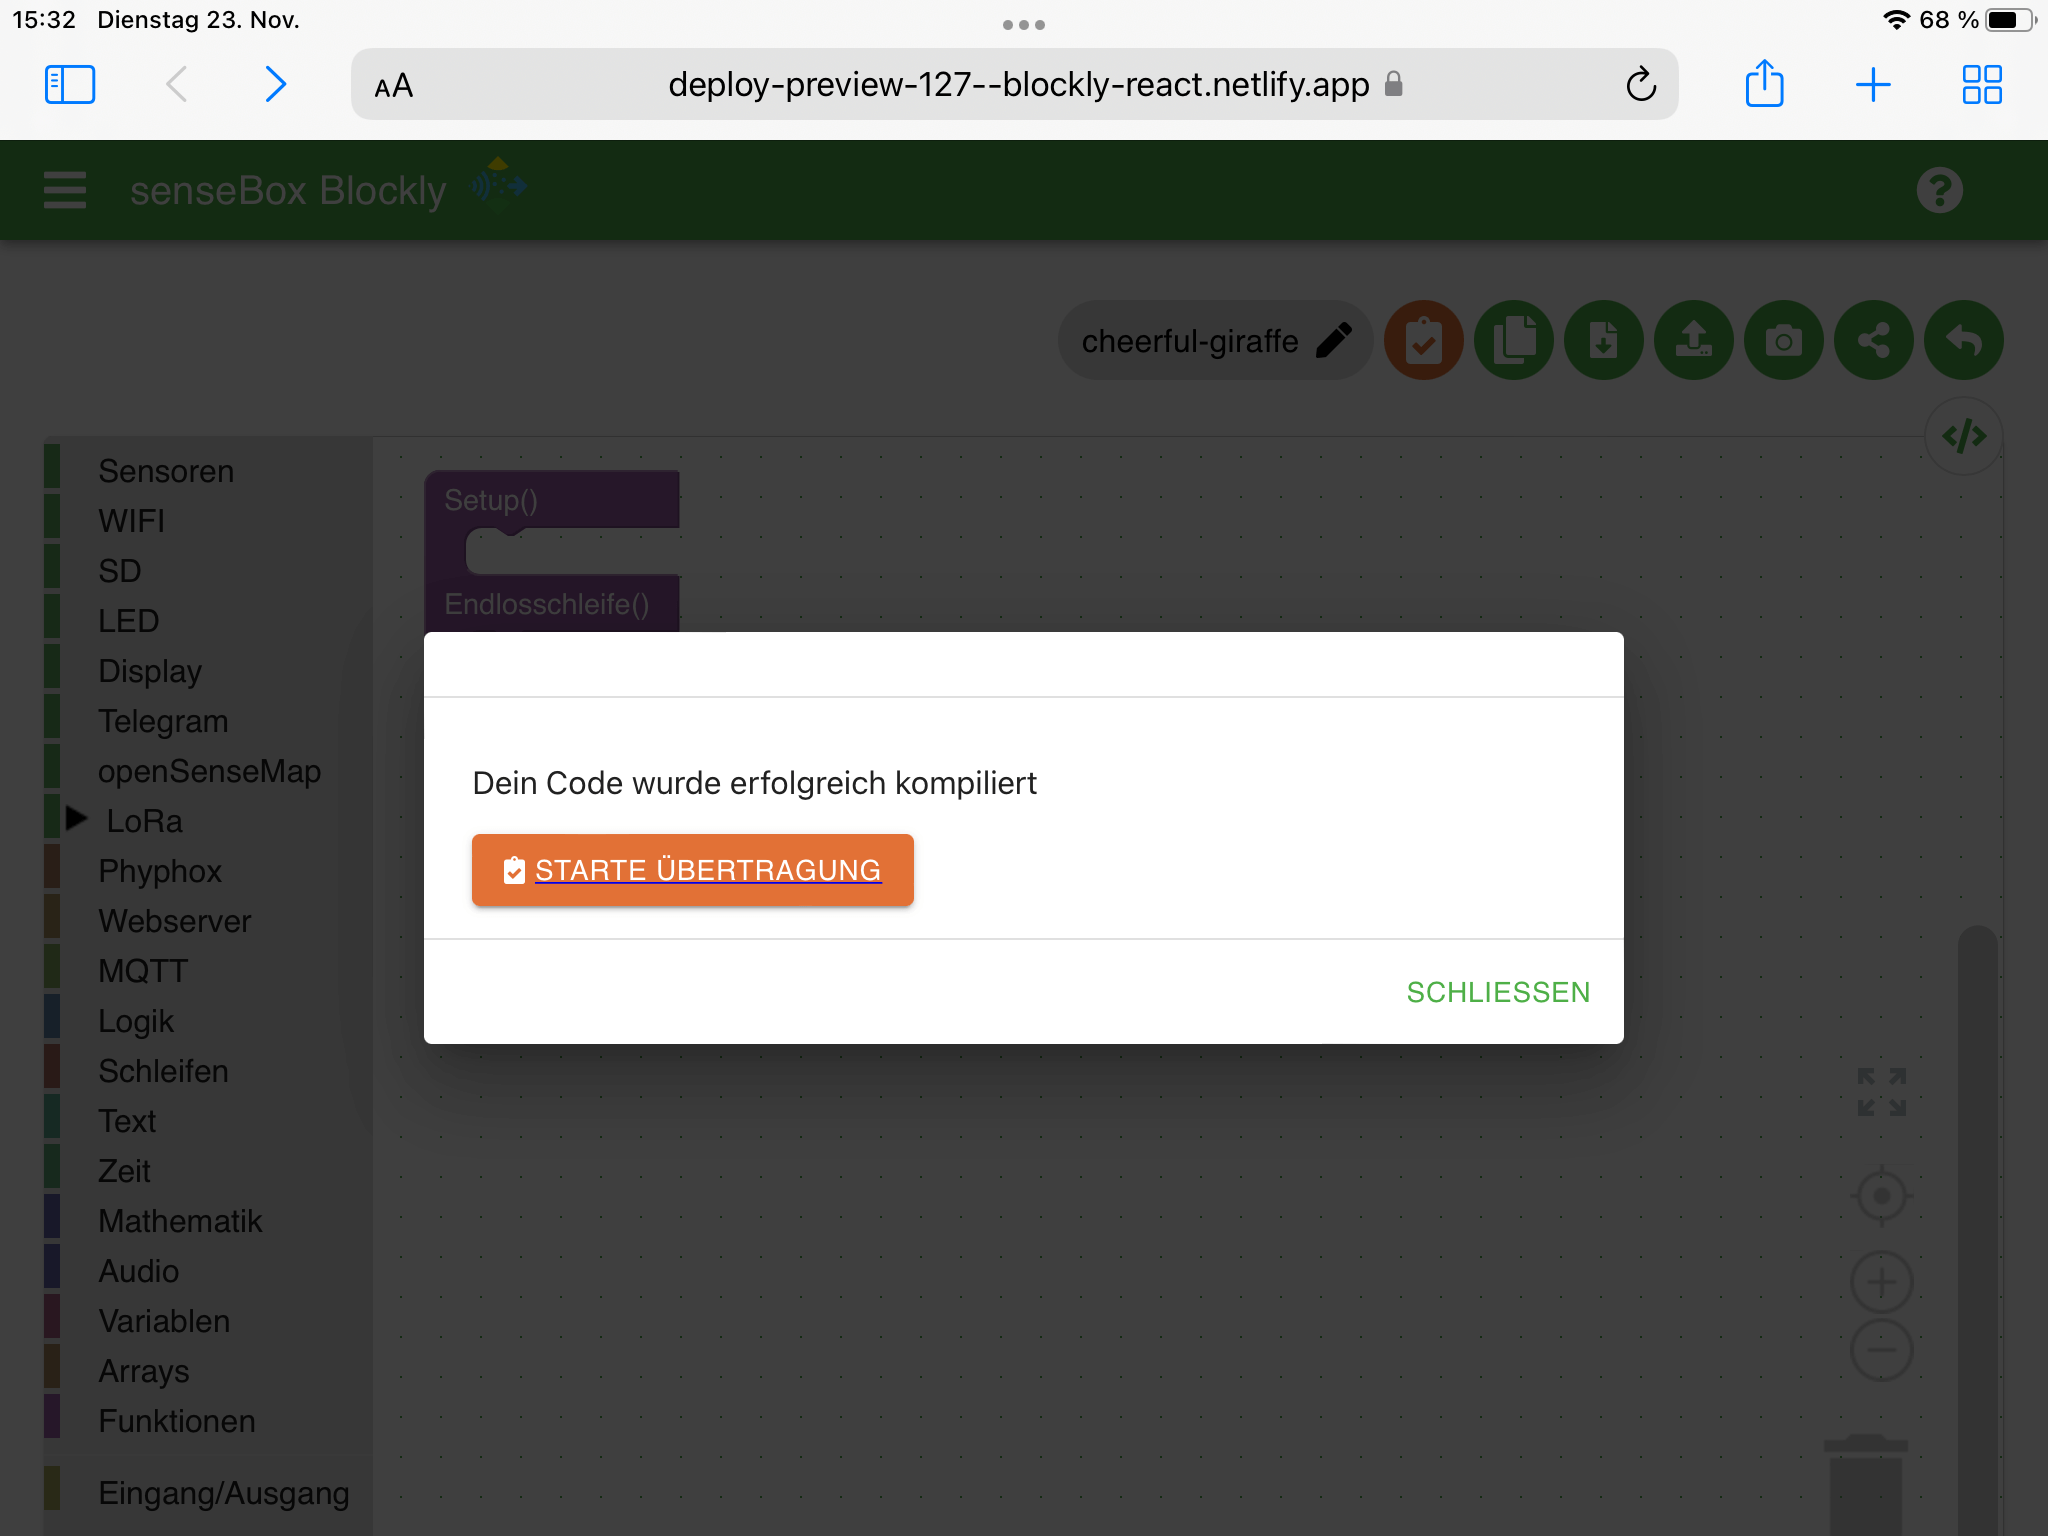 15:32 Dienstag 23. Nov.
68 %
AA deploy-preview-127--blockly-react.netlify.app
senseBox Blockly
cheerful-giraffe
Sensoren
WIFI
SD
LED
Display
Telegram
openSenseMap
LoRa
Phyphox
Webserver
MQTT
Logik
Schleifen
Text
Zeit
Mathematik
Audio
Variablen
Arrays
Funktionen
Eingang/Ausgang
Setup()
Endlosschleife()
Dein Code wurde erfolgreich kompiliert
STARTE ÜBERTRAGUNG
SCHLIESSEN